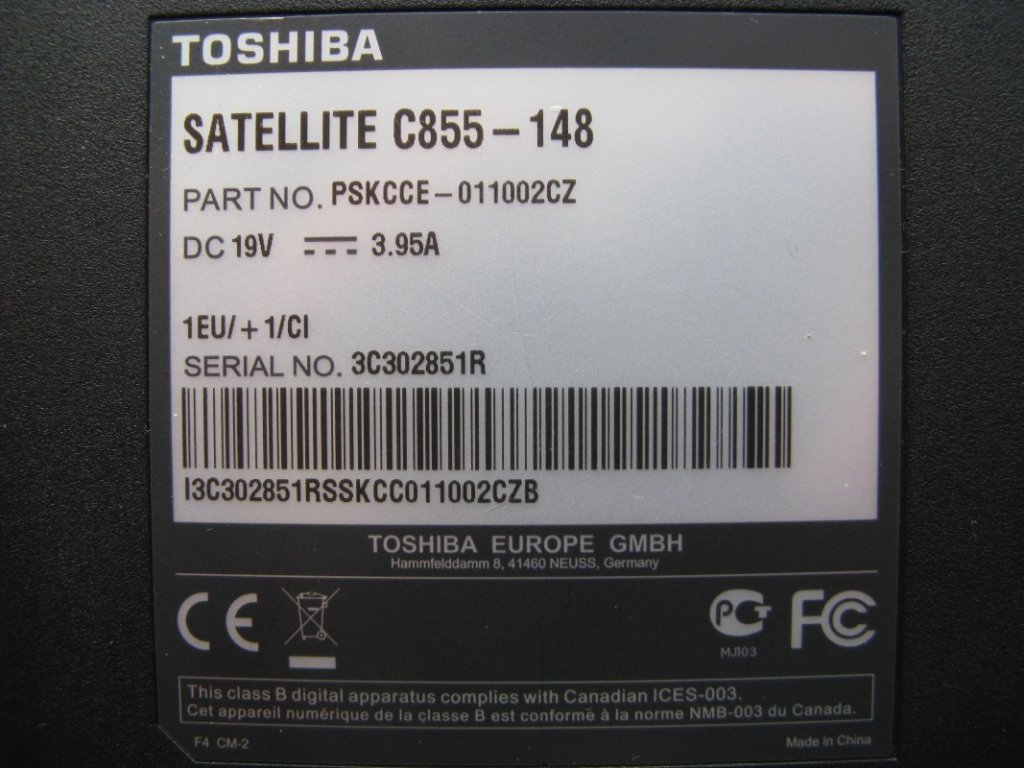 TOSHIBA
SATELLITE C855-148
PART NO. PSKCCE-011002CZ
DC 19V 3.95A
1EU/+1/CI
SERIAL NO. 3C302851R
I3C302851RSSKCC011002CZB
TOSHIBA EUROPE GMBH
Hammfelddamm 8, 41460 NEUSS, Germany
CE PCT FC
МЛ03
This class B digital apparatus complies with Canadian ICES-003.
Cet appareil numérique de la classe B est conforme à la norme NMB-003 du Canada.
F4 CM-2 Made in China